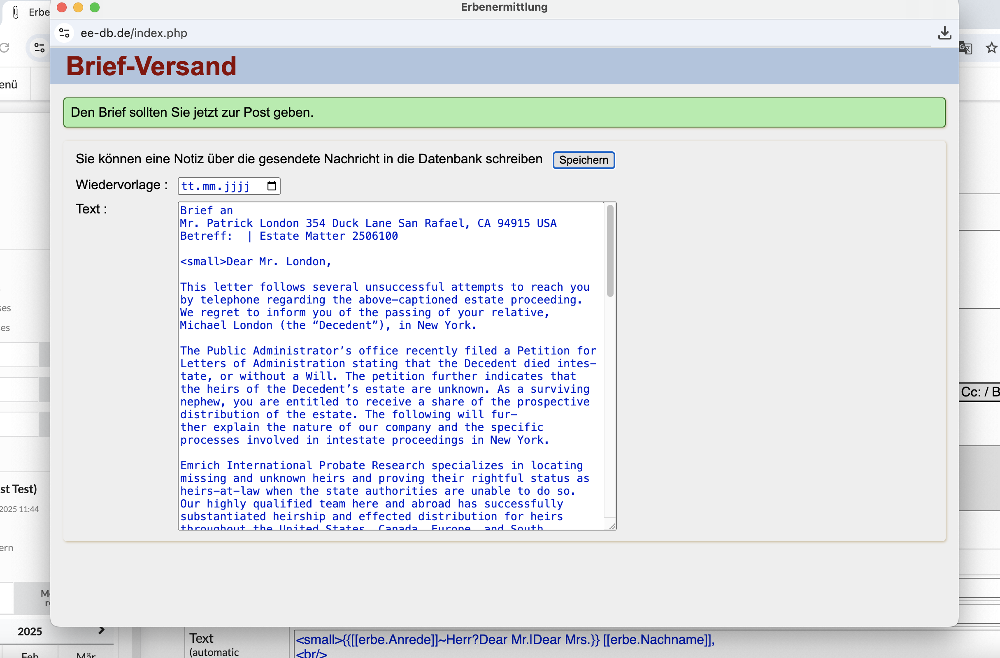 Erbenermittlung
Erbe
ee-db.de/index.php
Brief-Versand
enü
Den Brief sollten Sie jetzt zur Post geben.
Sie können eine Notiz über die gesendete Nachricht in die Datenbank schreiben Speichern
Wiedervorlage : tt.mm.jjjj
Text :
Brief an
Mr. Patrick London 354 Duck Lane San Rafael, CA 94915 USA
Betreff:  | Estate Matter 2506100
<small>Dear Mr. London,
This letter follows several unsuccessful attempts to reach you
by telephone regarding the above-captioned estate proceeding.
We regret to inform you of the passing of your relative,
Michael London (the “Decedent”), in New York.
The Public Administrator’s office recently filed a Petition for
Letters of Administration stating that the Decedent died intes-
tate, or without a Will. The petition further indicates that
the heirs of the Decedent’s estate are unknown. As a surviving
nephew, you are entitled to receive a share of the prospective
distribution of the estate. The following will fur-
ther explain the nature of our company and the specific
processes involved in intestate proceedings in New York.
Emrich International Probate Research specializes in locating
missing and unknown heirs and proving their rightful status as
heirs-at-law when the state authorities are unable to do so.
Our highly qualified team here and abroad has successfully
substantiated heirship and effected distribution for heirs
throughout the United States, Canada, Europe, and South
ses
es
Cc: / B
st Test)
2025 11:44
ern
2025
Feb
Mär
Text
(automatic
<small>{{[[erbe.Anrede]]~Herr?Dear Mr.|Dear Mrs.}} [[erbe.Nachname]],
<br/>